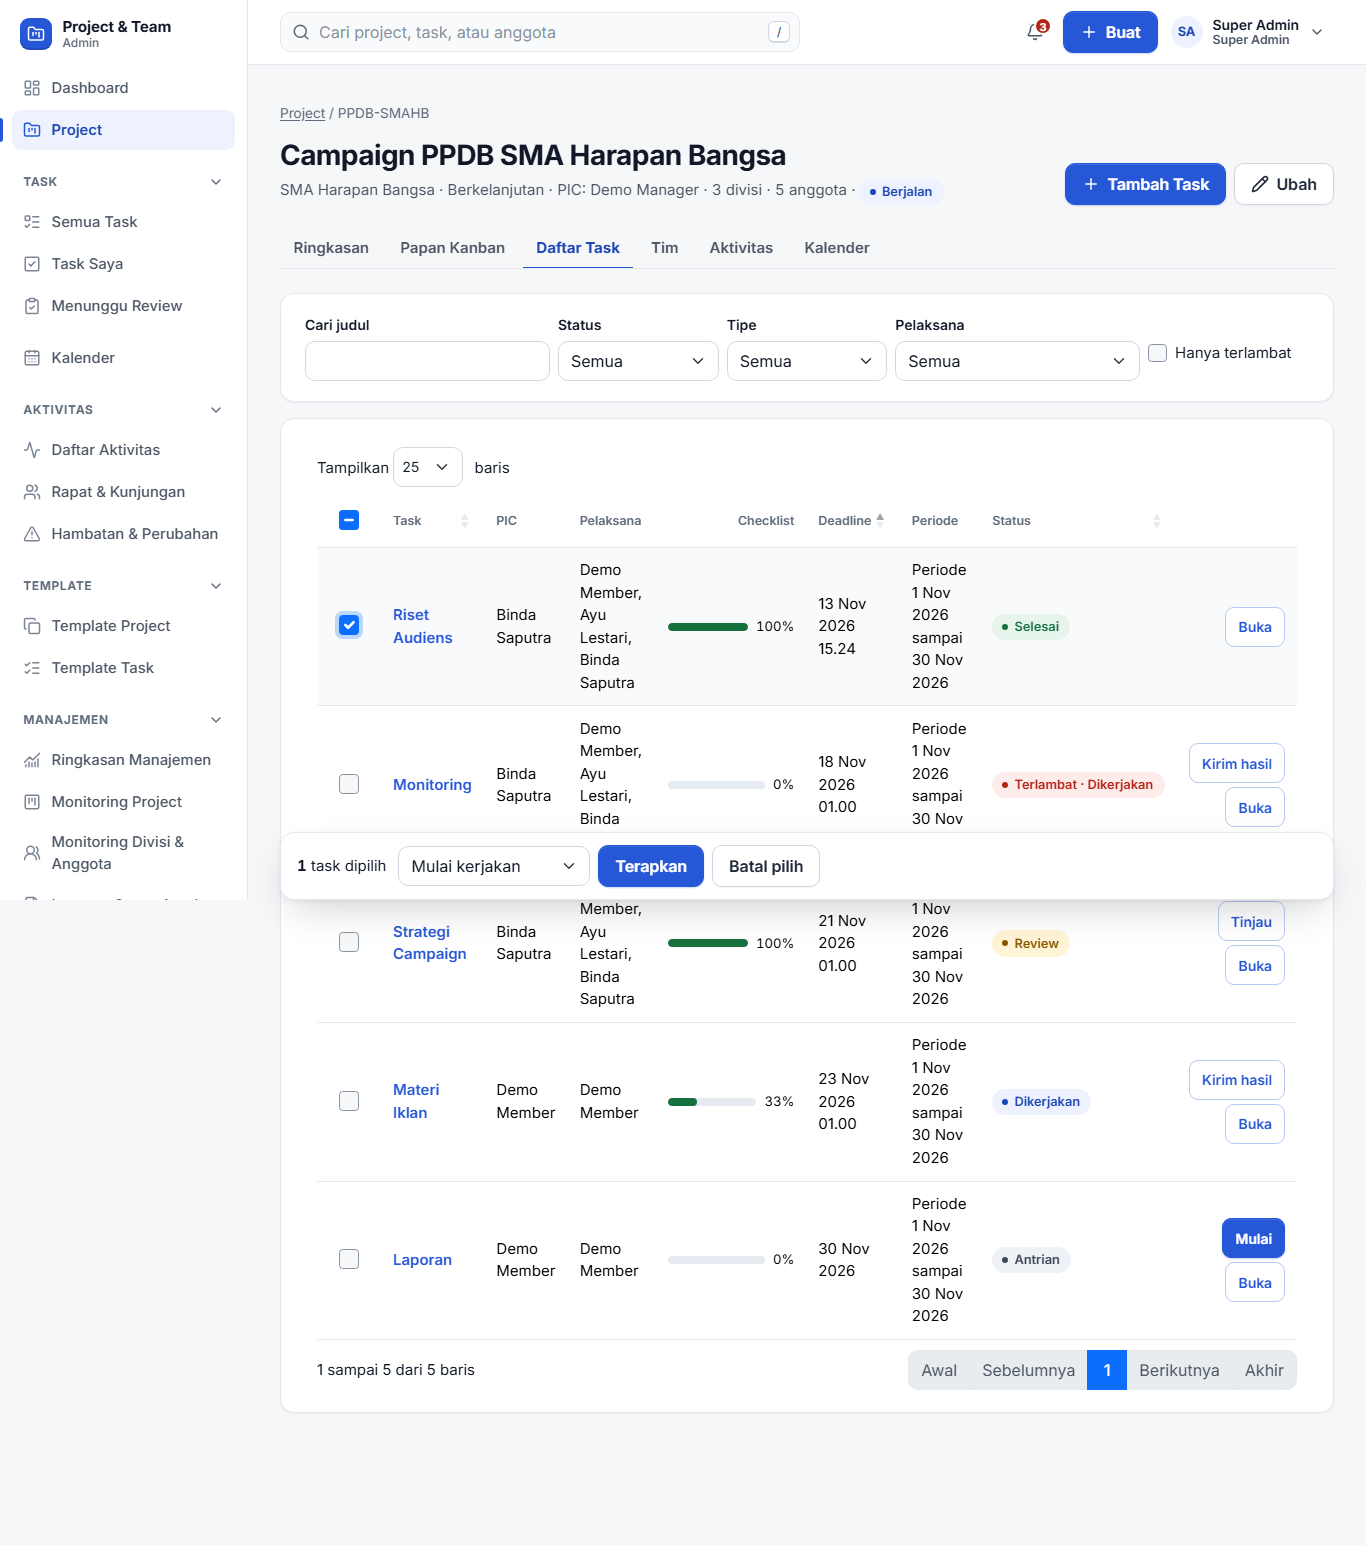 Project & Team
Admin
Cari project, task, atau anggota
/
3
Buat
SA
Super Admin
Super Admin
Dashboard
Project
TASK
Semua Task
Task Saya
Menunggu Review
Kalender
AKTIVITAS
Daftar Aktivitas
Rapat & Kunjungan
Hambatan & Perubahan
TEMPLATE
Template Project
Template Task
MANAJEMEN
Ringkasan Manajemen
Monitoring Project
Monitoring Divisi &
Anggota
Project / PPDB-SMAHB
Campaign PPDB SMA Harapan Bangsa
SMA Harapan Bangsa · Berkelanjutan · PIC: Demo Manager · 3 divisi · 5 anggota · Berjalan
Tambah Task
Ubah
Ringkasan
Papan Kanban
Daftar Task
Tim
Aktivitas
Kalender
Cari judul
Status
Tipe
Pelaksana
Semua
Semua
Semua
Hanya terlambat
Tampilkan 25 baris
Task
PIC
Pelaksana
Checklist
Deadline
Periode
Status
Riset
Audiens
Binda
Saputra
Demo
Member,
Ayu
Lestari,
Binda
Saputra
100%
13 Nov
2026
15.24
Periode
1 Nov
2026
sampai
30 Nov
2026
Selesai
Buka
Monitoring
Binda
Saputra
Demo
Member,
Ayu
Lestari,
Binda
0%
18 Nov
2026
01.00
Periode
1 Nov
2026
sampai
30 Nov
Terlambat · Dikerjakan
Kirim hasil
Buka
1 task dipilih
Mulai kerjakan
Terapkan
Batal pilih
Strategi
Campaign
Binda
Saputra
Member,
Ayu
Lestari,
Binda
Saputra
100%
21 Nov
2026
01.00
1 Nov
2026
sampai
30 Nov
2026
Review
Tinjau
Buka
Materi
Iklan
Demo
Member
Demo
Member
33%
23 Nov
2026
01.00
Periode
1 Nov
2026
sampai
30 Nov
2026
Dikerjakan
Kirim hasil
Buka
Laporan
Demo
Member
Demo
Member
0%
30 Nov
2026
Periode
1 Nov
2026
sampai
30 Nov
2026
Antrian
Mulai
Buka
1 sampai 5 dari 5 baris
Awal
Sebelumnya
1
Berikutnya
Akhir